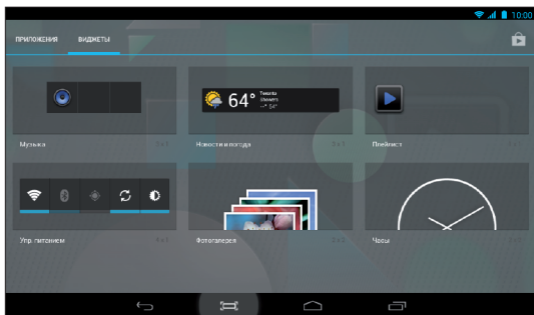 10:00
ПРИЛОЖЕНИЯ ВИДЖЕТЫ
64°
Музыка
Новости и погода
Плейлист
Упр. питанием
Фотогалерея
Часы